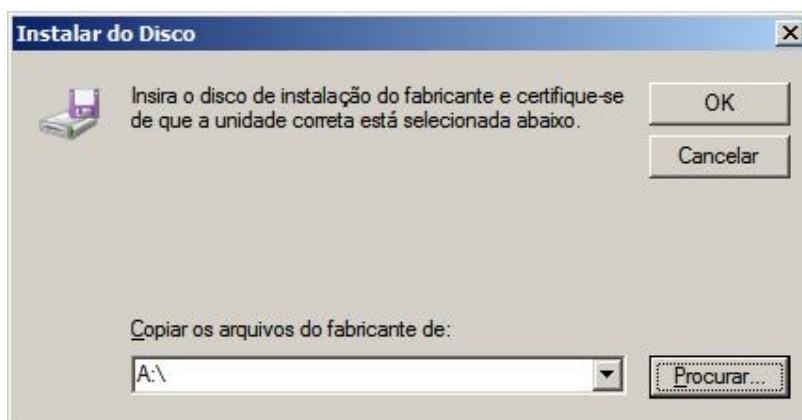 Instalar do Disco
Insira o disco de instalação do fabricante e certifique-se
de que a unidade correta está selecionada abaixo.
OK
Cancelar
Copiar os arquivos do fabricante de:
A:\
Procurar...